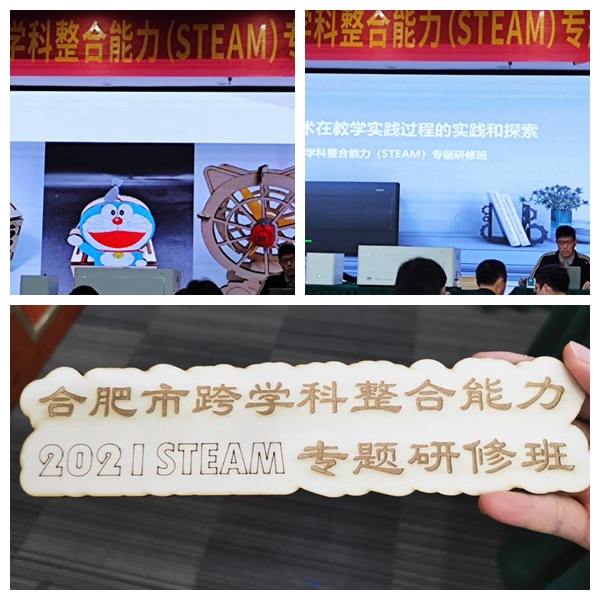 学科整合能力(STEAM)专
科整合能力(STEAM)专题
术在教学实践过程的实践和探索
学科整合能力（STEAM）专题研修班
合肥市跨学科整合能力
2021 STEAM 专题研修班